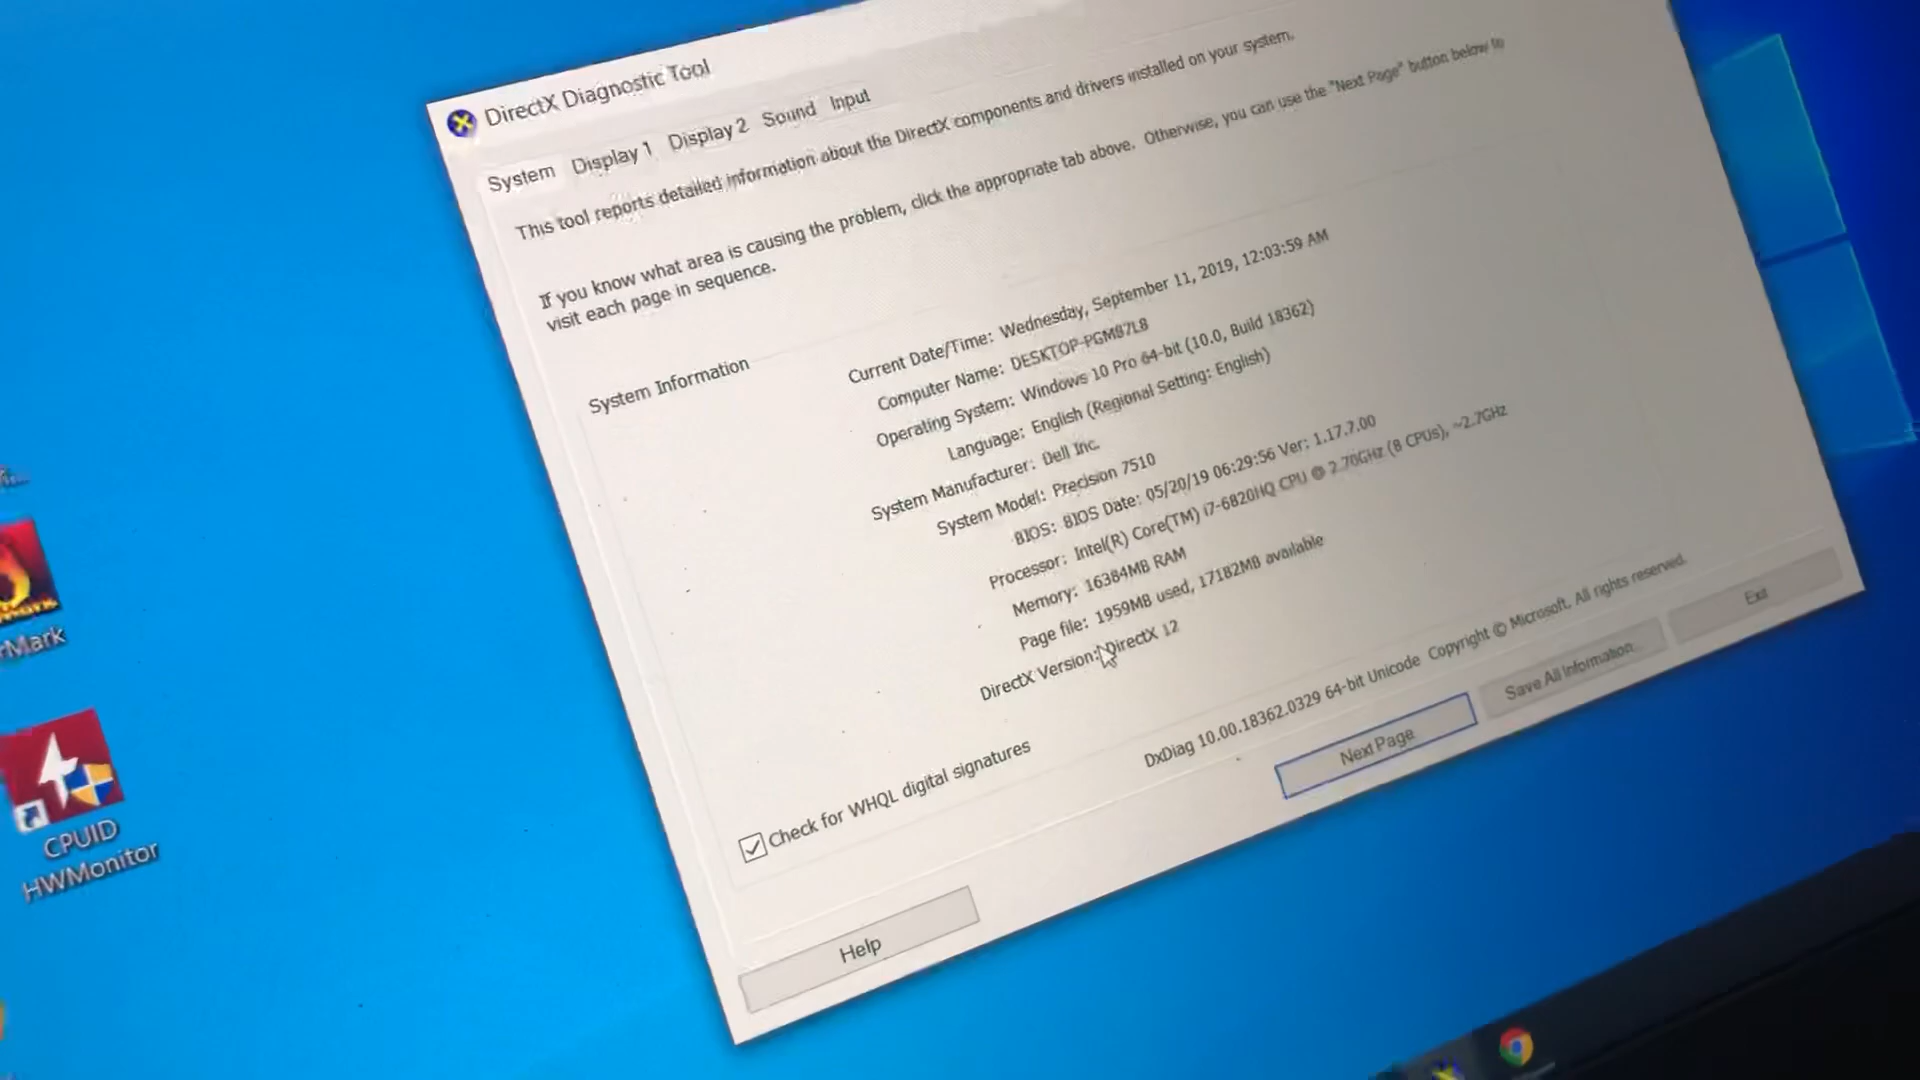 DirectX Diagnostic Tool
System Display 1 Display 2 Sound Input
This tool reports detailed information about the DirectX components and drivers installed on your system.
If you know what area is causing the problem, click the appropriate tab above. Otherwise, you can use the "Next Page" button below to
visit each page in sequence.
System Information
Current Date/Time: Wednesday, September 11, 2019, 12:03:59 AM
Computer Name: DESKTOP-PGM87L8
Operating System: Windows 10 Pro 64-bit (10.0, Build 18362)
Language: English (Regional Setting: English)
System Manufacturer: Dell Inc.
System Model: Precision 7510
BIOS: BIOS Date: 05/20/19 06:29:56 Ver: 1.17.7.00
Processor: Intel(R) Core(TM) i7-6820HQ CPU @ 2.70GHz (8 CPUs), ~2.7GHz
Memory: 16384MB RAM
Page file: 1959MB used, 17182MB available
DirectX Version: DirectX 12
Check for WHQL digital signatures
DxDiag 10.00.18362.0329 64-bit Unicode Copyright © Microsoft. All rights reserved.
Help
Next Page
Save All Information...
Exit
CPUID
HWMonitor